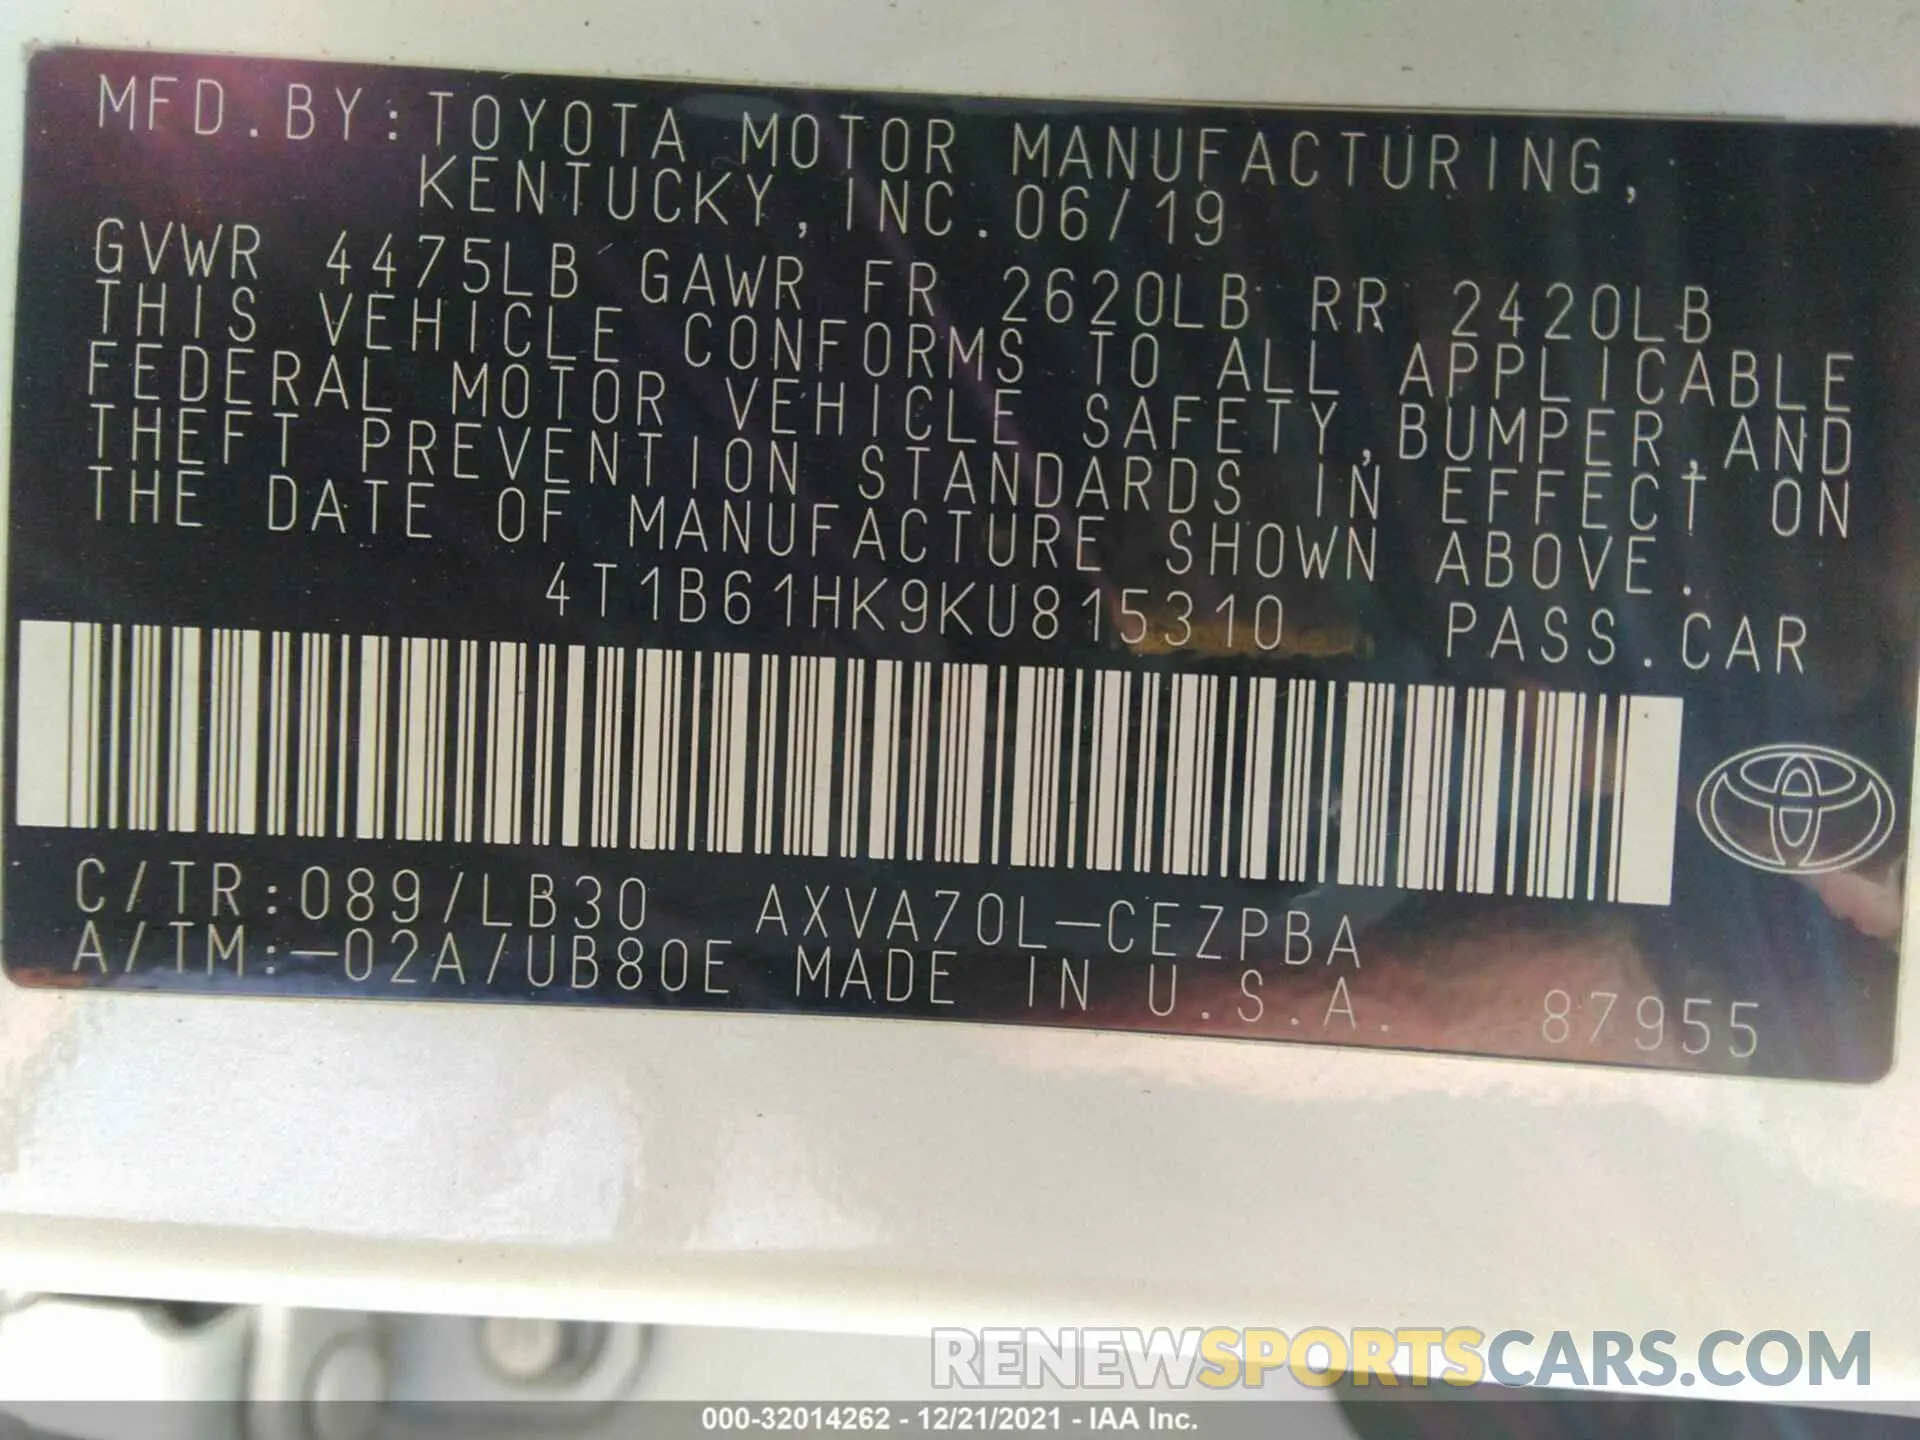 MFD.BY:TOYOTA MOTOR MANUFACTURING,
KENTUCKY,INC.06/19
GVWR 4475LB GAWR FR 2620LB RR 2420LB
THIS VEHICLE CONFORMS TO ALL APPLICABLE
FEDERAL MOTOR VEHICLE SAFETY,BUMPER,AND
THEFT PREVENTION STANDARDS IN EFFECT ON
THE DATE OF MANUFACTURE SHOWN ABOVE.
4T1B61HK9KU815310 PASS.CAR
C/TR:089/LB30 AXVA70L-CEZPBA
A/TM:-02A/UB80E MADE IN U.S.A. 87955
RENEWSPORTSCARS.COM
000-32014262 - 12/21/2021 - IAA Inc.